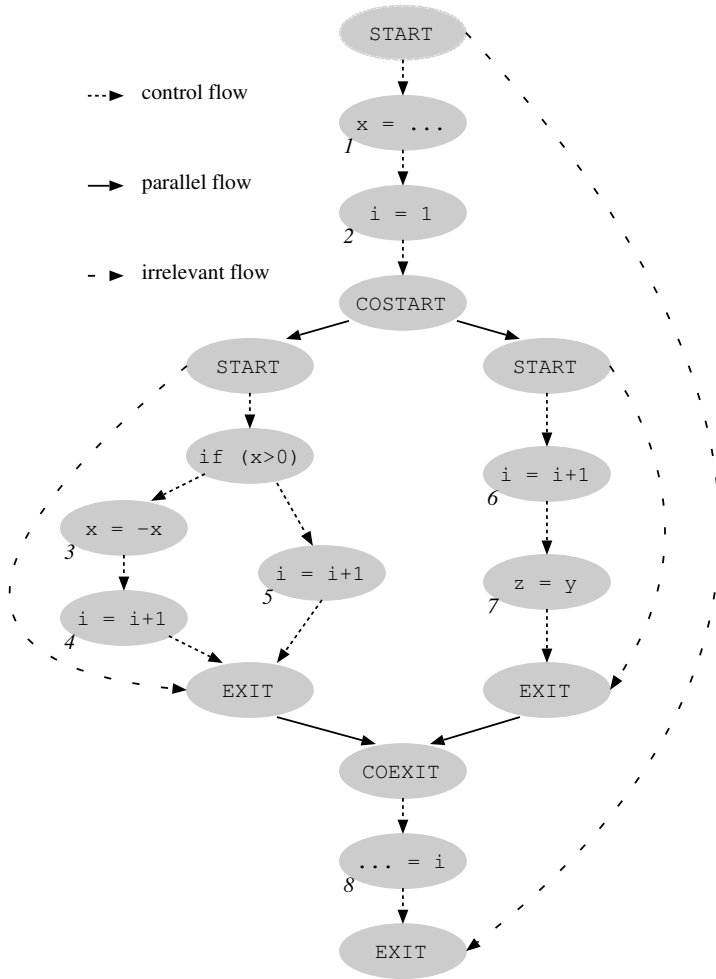 START
control flow
x = ...
1
parallel flow
i = 1
2
irrelevant flow
COSTART
START
START
if (x>0)
i = i+1
6
x = -x
3
i = i+1
5
z = y
7
i = i+1
4
EXIT
EXIT
COEXIT
... = i
8
EXIT